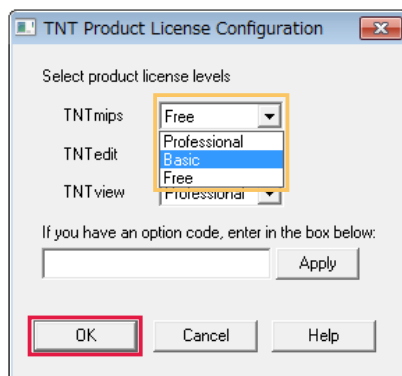 TNT Product License Configuration
Select product license levels
TNTmips Free
Professional
Basic
TNTedit
Free
TNTview Professional
If you have an option code, enter in the box below:
Apply
OK Cancel Help